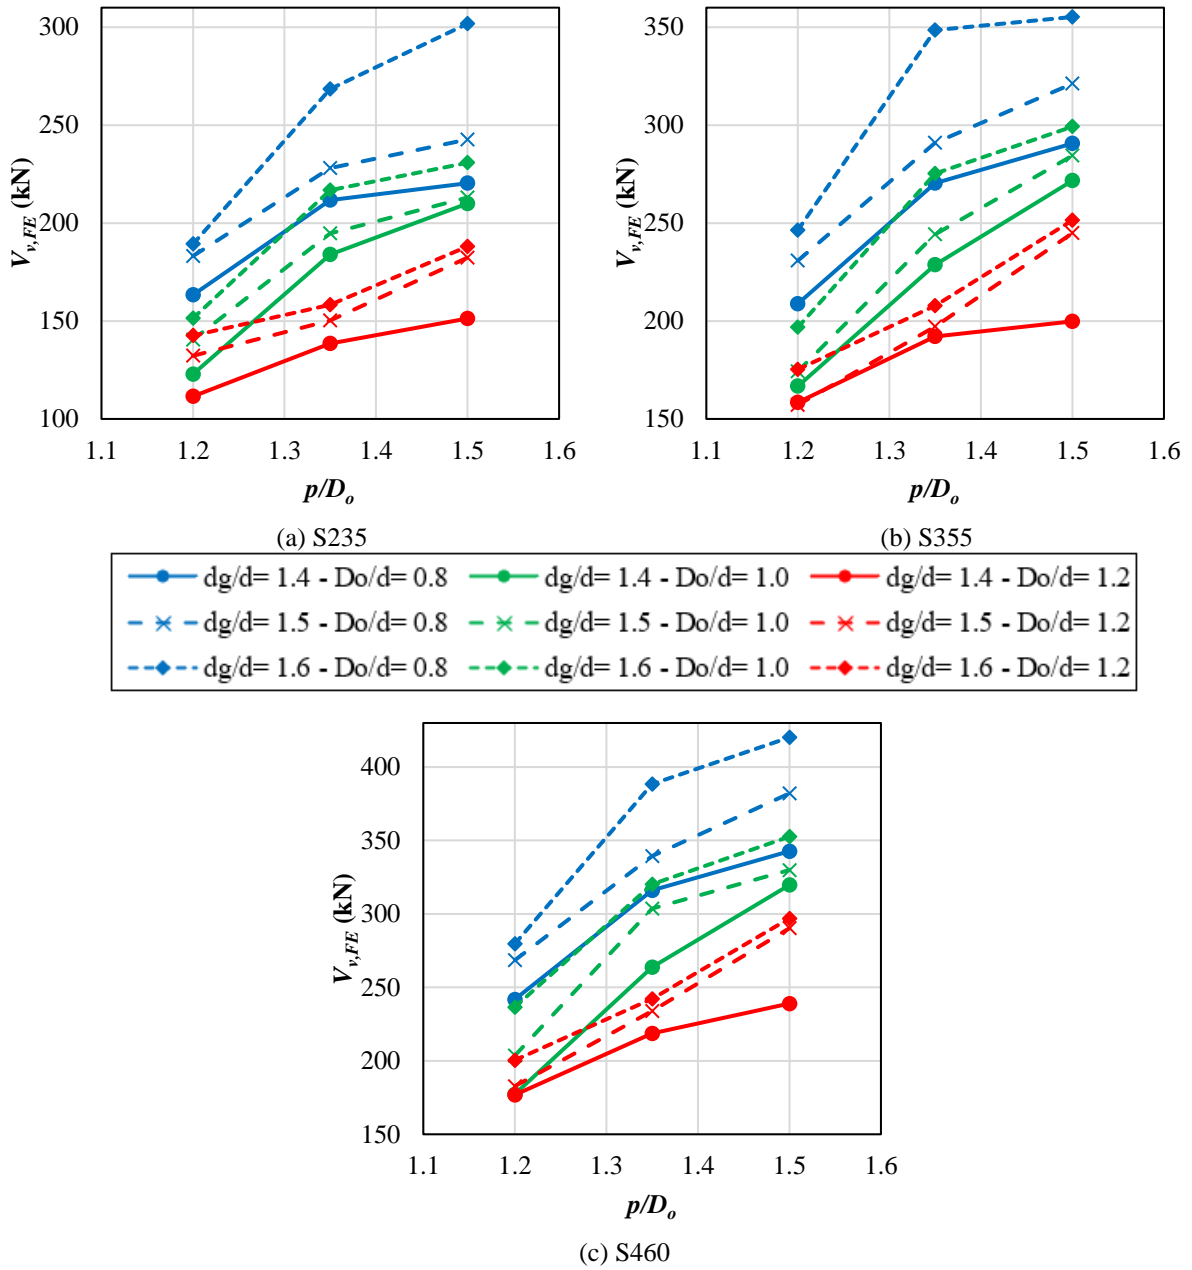 300
250
200
150
100
V_{v,FE} (kN)
1.1 1.2 1.3 1.4 1.5 1.6
p/D_o
(a) S235
350
300
250
200
150
V_{v,FE} (kN)
1.1 1.2 1.3 1.4 1.5 1.6
p/D_o
(b) S355
dg/d= 1.4 - Do/d= 0.8 dg/d= 1.4 - Do/d= 1.0 dg/d= 1.4 - Do/d= 1.2
dg/d= 1.5 - Do/d= 0.8 dg/d= 1.5 - Do/d= 1.0 dg/d= 1.5 - Do/d= 1.2
dg/d= 1.6 - Do/d= 0.8 dg/d= 1.6 - Do/d= 1.0 dg/d= 1.6 - Do/d= 1.2
400
350
300
250
200
150
V_{v,FE} (kN)
1.1 1.2 1.3 1.4 1.5 1.6
p/D_o
(c) S460